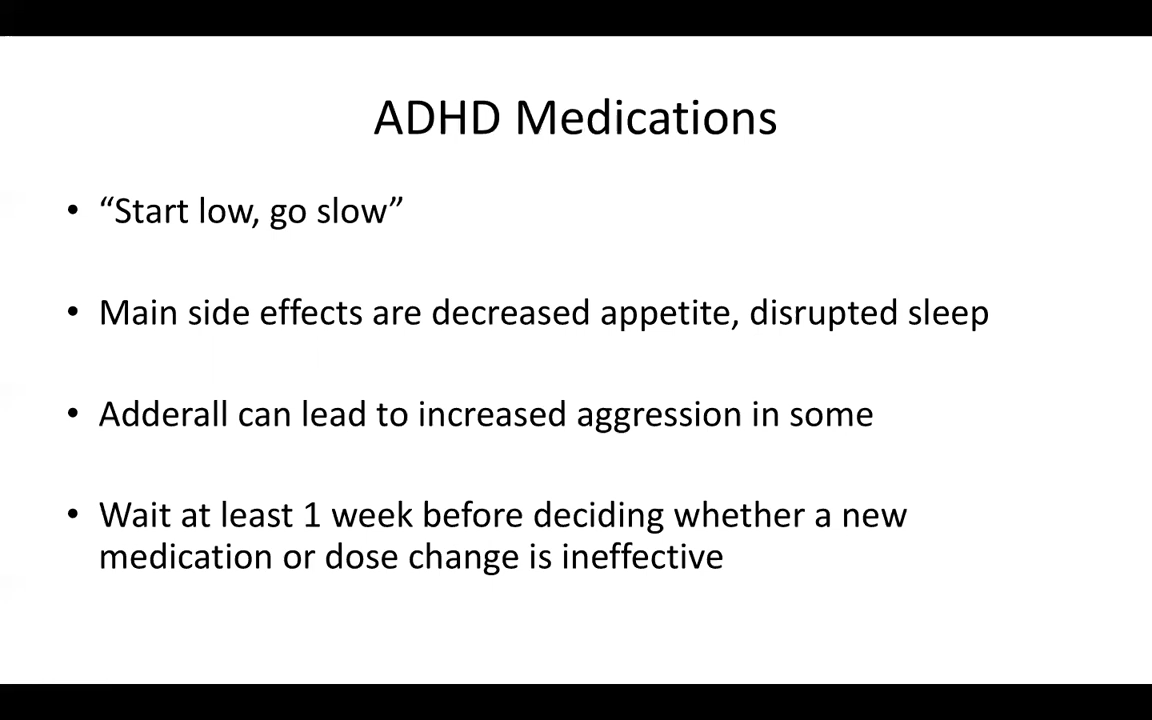 ADHD Medications
• “Start low, go slow”
• Main side effects are decreased appetite, disrupted sleep
• Adderall can lead to increased aggression in some
• Wait at least 1 week before deciding whether a new
medication or dose change is ineffective